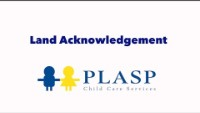 Land Acknowledgement
PLASP
Child Care Services